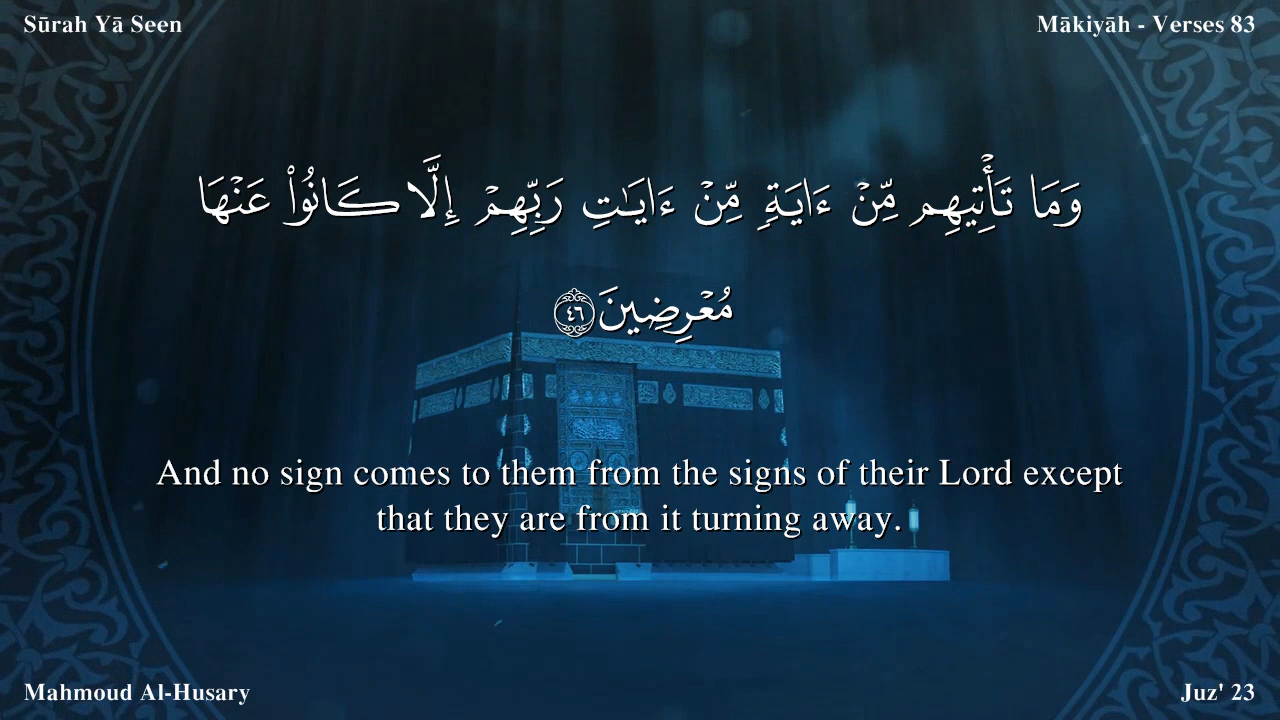 Sūrah Yā Seen
Mākiyāh - Verses 83
وَمَا تَأْتِيهِم مِّنْ ءَايَةٍ مِّنْ ءَايَـٰتِ رَبِّهِمْ إِلَّا كَانُوا۟ عَنْهَا
مُعْرِضِينَ ٤٦
And no sign comes to them from the signs of their Lord except
that they are from it turning away.
Mahmoud Al-Husary
Juz' 23